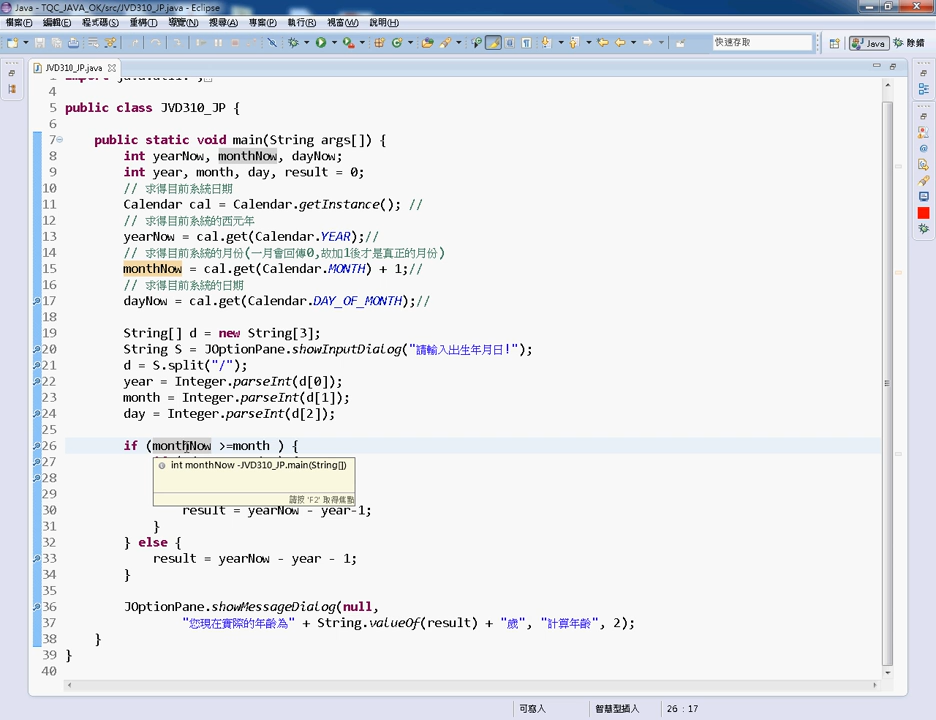 Java - TQC_JAVA_OK/src/JVD310_JP.java - Eclipse
檔案(F) 編輯(E) 程式碼(S) 重構(T) 導覽(N) 搜尋(A) 專案(P) 執行(R) 視窗(W) 說明(H)
快速存取
Java
除錯
JVD310_JP.java
import java.util.*;
4
5 public class JVD310_JP {
6
7 public static void main(String args[]) {
8 int yearNow, monthNow, dayNow;
9 int year, month, day, result = 0;
10 // 求得目前系統日期
11 Calendar cal = Calendar.getInstance(); //
12 // 求得目前系統的西元年
13 yearNow = cal.get(Calendar.YEAR);//
14 // 求得目前系統的月份(一月會回傳0,故加1後才是真正的月份)
15 monthNow = cal.get(Calendar.MONTH) + 1;//
16 // 求得目前系統的日期
17 dayNow = cal.get(Calendar.DAY_OF_MONTH);//
18
19 String[] d = new String[3];
20 String S = JOptionPane.showInputDialog("請輸入出生年月日!");
21 d = S.split("/");
22 year = Integer.parseInt(d[0]);
23 month = Integer.parseInt(d[1]);
24 day = Integer.parseInt(d[2]);
25
26 if (monthNow >=month ) {
27
int monthNow -JVD310_JP.main(String[])
28
29
請按 'F2' 取得焦點
30 result = yearNow - year-1;
31 }
32 } else {
33 result = yearNow - year - 1;
34 }
35
36 JOptionPane.showMessageDialog(null,
37 "您現在實際的年齡為" + String.valueOf(result) + "歲", "計算年齡", 2);
38 }
39 }
40
可寫入
智慧型插入
26 : 17